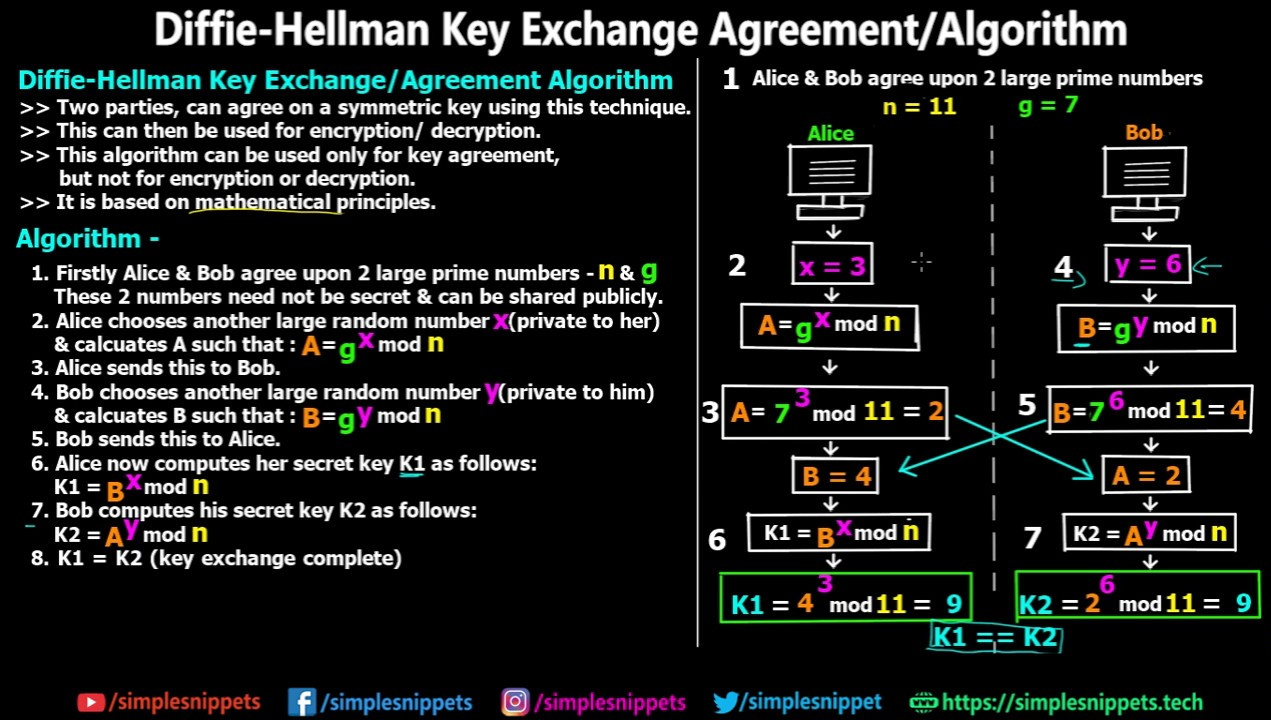 Diffie-Hellman Key Exchange Agreement/Algorithm
Diffie-Hellman Key Exchange/Agreement Algorithm
>> Two parties, can agree on a symmetric key using this technique.
>> This can then be used for encryption/ decryption.
>> This algorithm can be used only for key agreement,
but not for encryption or decryption.
>> It is based on mathematical principles.
Algorithm -
1. Firstly Alice & Bob agree upon 2 large prime numbers - n & g
These 2 numbers need not be secret & can be shared publicly.
2. Alice chooses another large random number x(private to her)
& calcuates A such that : A=g^x mod n
3. Alice sends this to Bob.
4. Bob chooses another large random number y(private to him)
& calcuates B such that : B=g^y mod n
5. Bob sends this to Alice.
6. Alice now computes her secret key K1 as follows:
K1 = B^x mod n
7. Bob computes his secret key K2 as follows:
K2 = A^y mod n
8. K1 = K2 (key exchange complete)
1 Alice & Bob agree upon 2 large prime numbers
n = 11 g = 7
Alice Bob
2 x = 3 4 y = 6
A=g^x mod n B=g^y mod n
3 A= 7^3 mod 11 = 2 5 B=7^6 mod 11= 4
B = 4 A = 2
6 K1 = B^x mod n 7 K2 = A^y mod n
K1 = 4^3 mod 11 = 9 K2 = 2^6 mod 11 = 9
K1 == K2
/simplesnippets /simplesnippets /simplesnippets /simplesnippet https://simplesnippets.tech